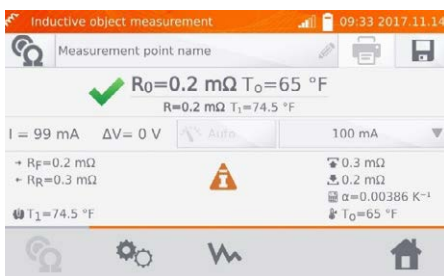 Inductive object measurement 09:33 2017.11.14
Measurement point name
R₀=0.2 mΩ T₀=65 °F
R=0.2 mΩ T₁=74.5 °F
I = 99 mA ΔV= 0 V Auto 100 mA
R_F=0.2 mΩ
R_R=0.3 mΩ
T₁=74.5 °F
0.3 mΩ
0.2 mΩ
α=0.00386 K⁻¹
T₀=65 °F